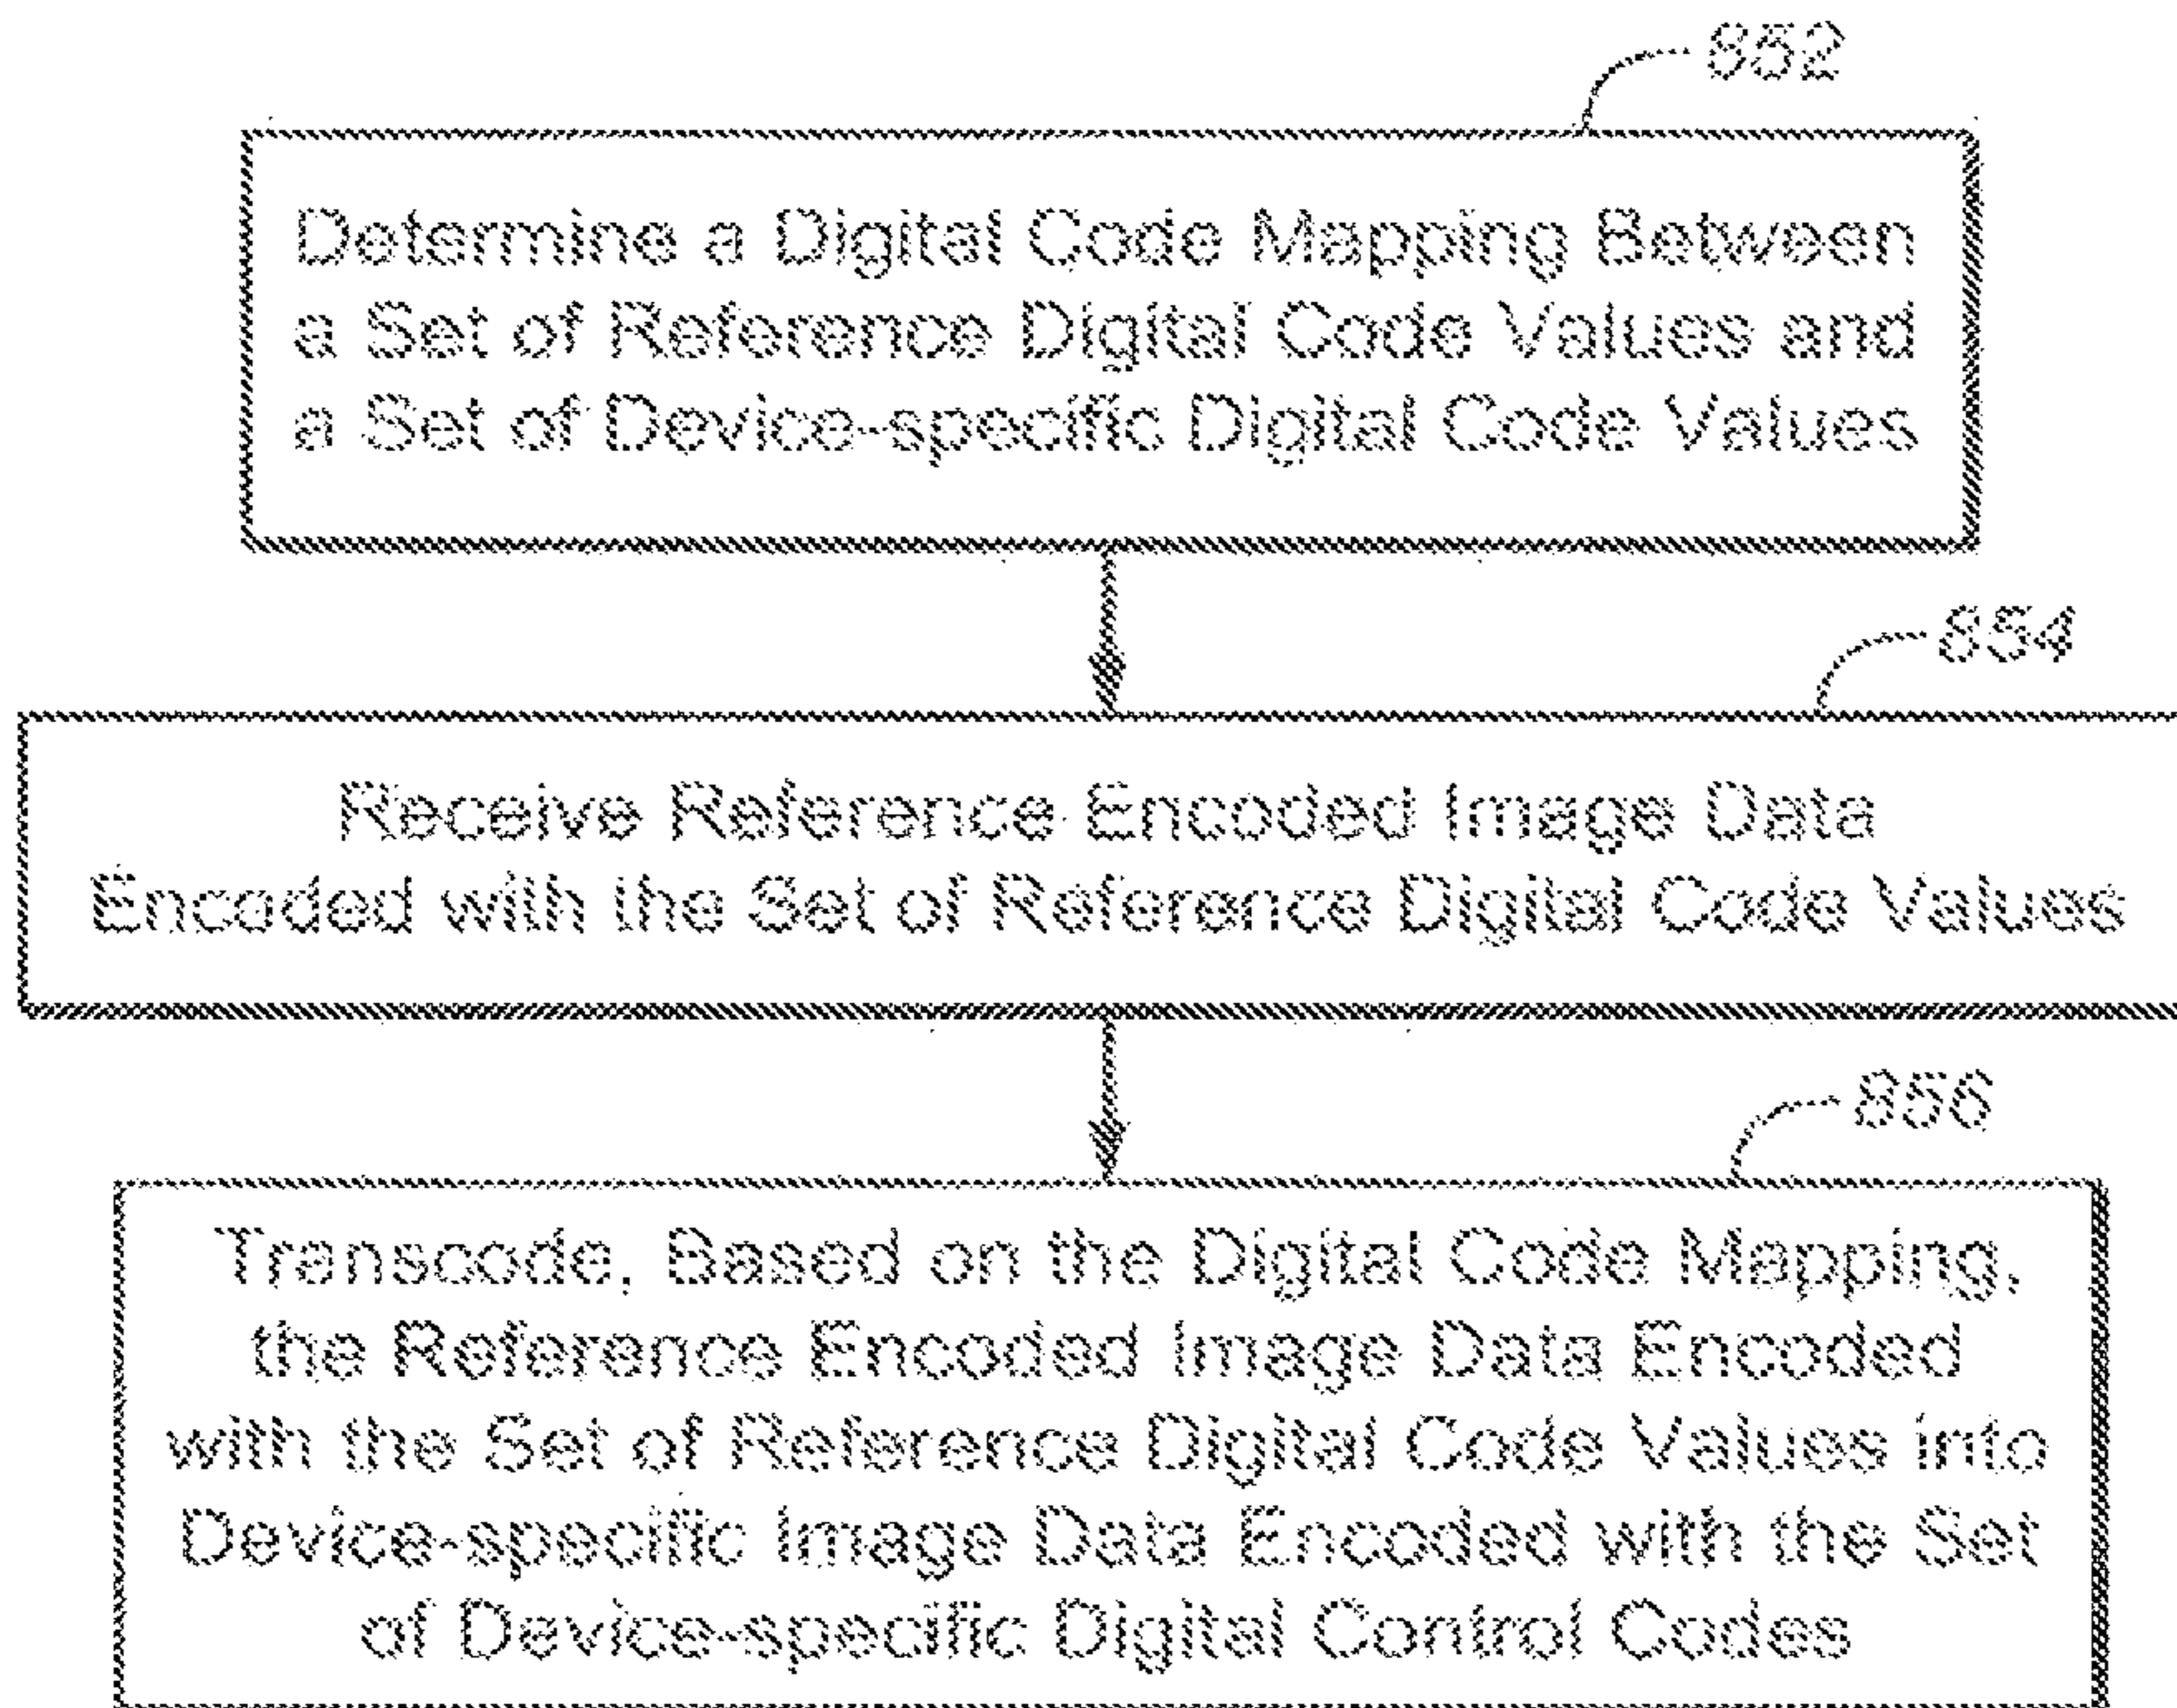 852
Determine a Digital Code Mapping Between
a Set of Reference Digital Code Values and
a Set of Device-specific Digital Code Values
854
Receive Reference Encoded Image Data
Encoded with the Set of Reference Digital Code Values
856
Transcode, Based on the Digital Code Mapping,
the Reference Encoded Image Data Encoded
with the Set of Reference Digital Code Values into
Device-specific Image Data Encoded with the Set
of Device-specific Digital Control Codes